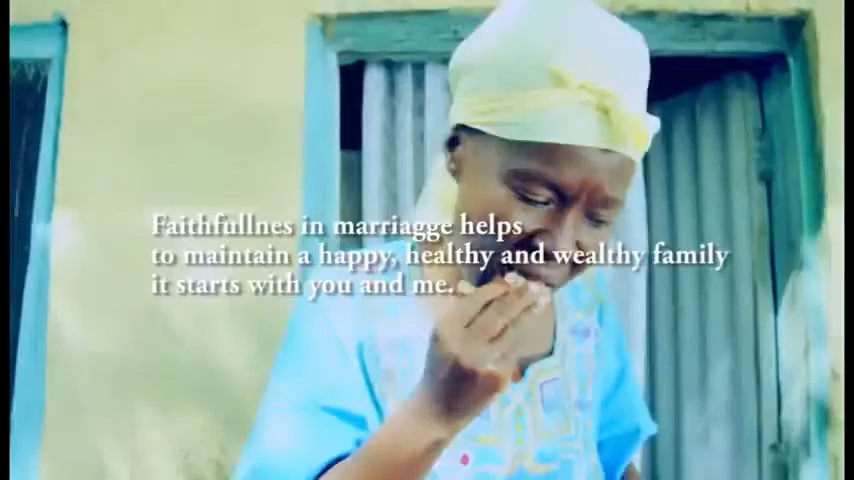 Faithfullnes in marriagge helps
to maintain a happy, healthy and wealthy family
it starts with you and me.